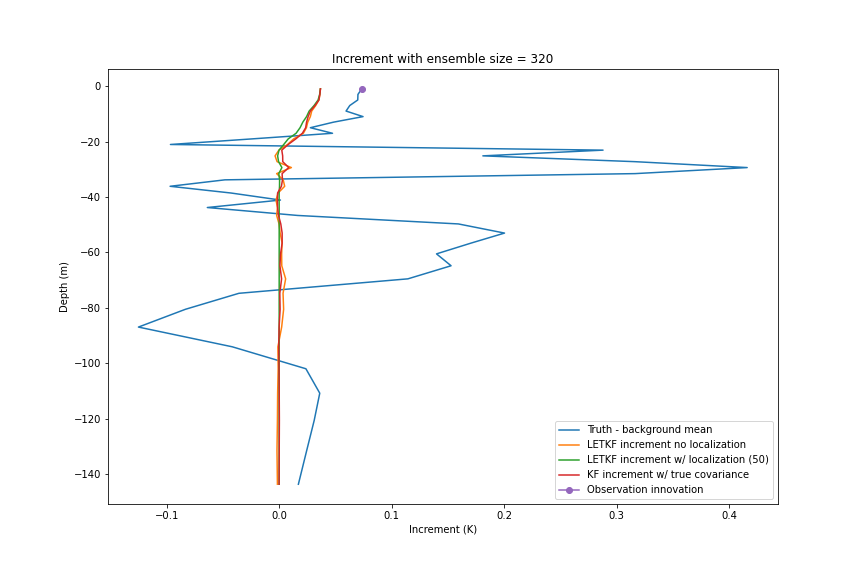 Increment with ensemble size = 320
0
−20
−40
−60
−80
−100
−120
−140
Depth (m)
−0.1
0.0
0.1
0.2
0.3
0.4
Increment (K)
Truth - background mean
LETKF increment no localization
LETKF increment w/ localization (50)
KF increment w/ true covariance
Observation innovation